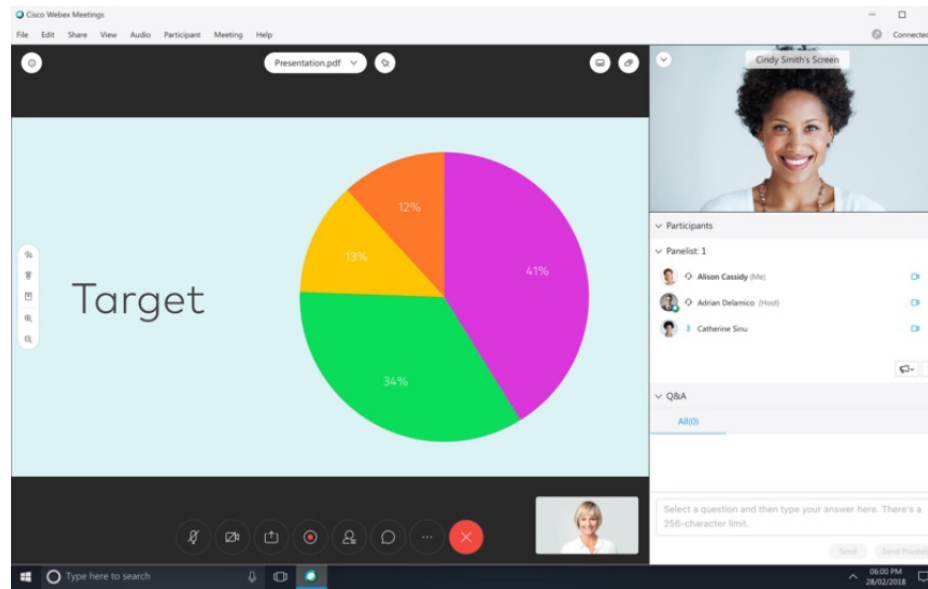 Cisco Webex Meetings
File Edit Share View Audio Participant Meeting Help
Connected
Presentation.pdf
Cindy Smith's Screen
Target
12%
13%
41%
34%
Participants
Panelist: 1
Alison Cassidy (Me)
Adrian Delamico (Host)
Catherine Sinu
Q&A
All(0)
Select a question and then type your answer here. There's a
256-character limit.
Send Send Privately
Type here to search
06:00 PM
28/02/2018